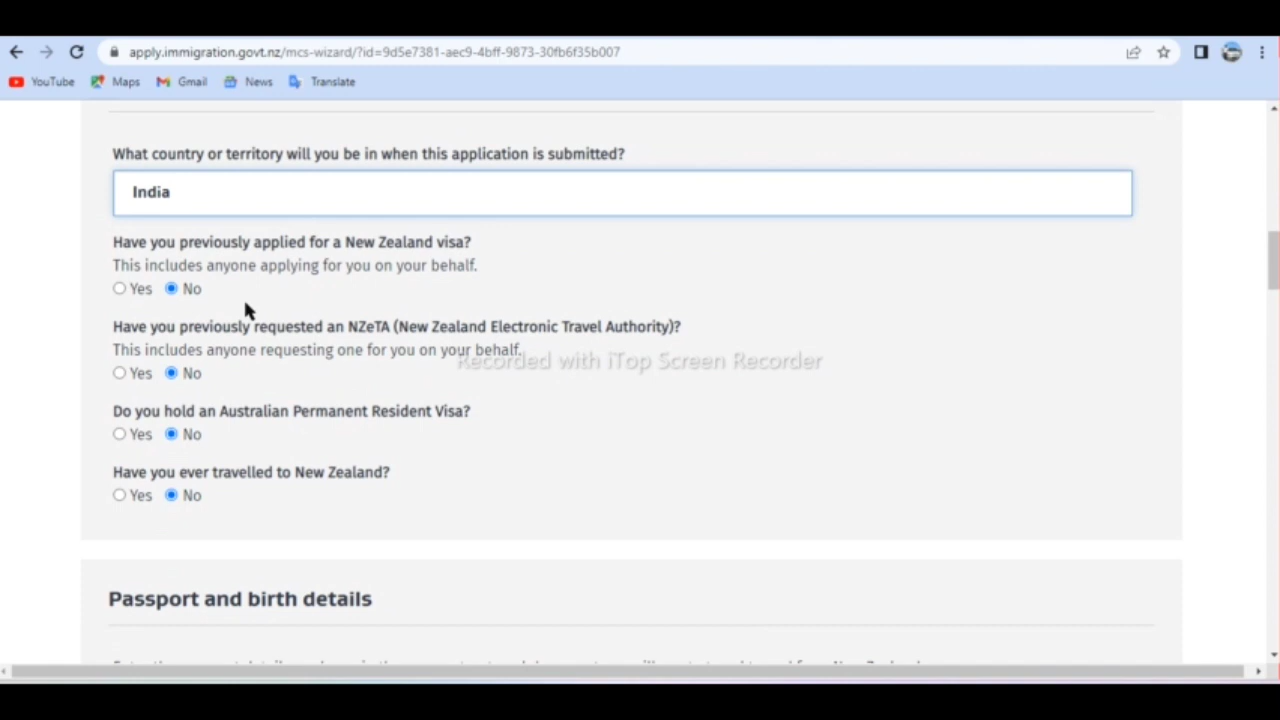 apply.immigration.govt.nz/mcs-wizard/?id=9d5e7381-aec9-4bff-9873-30fb6f35b007
YouTube Maps Gmail News Translate
What country or territory will you be in when this application is submitted?
India
Have you previously applied for a New Zealand visa?
This includes anyone applying for you on your behalf.
Yes No
Have you previously requested an NZeTA (New Zealand Electronic Travel Authority)?
This includes anyone requesting one for you on your behalf.
Recorded with iTop Screen Recorder
Yes No
Do you hold an Australian Permanent Resident Visa?
Yes No
Have you ever travelled to New Zealand?
Yes No
Passport and birth details